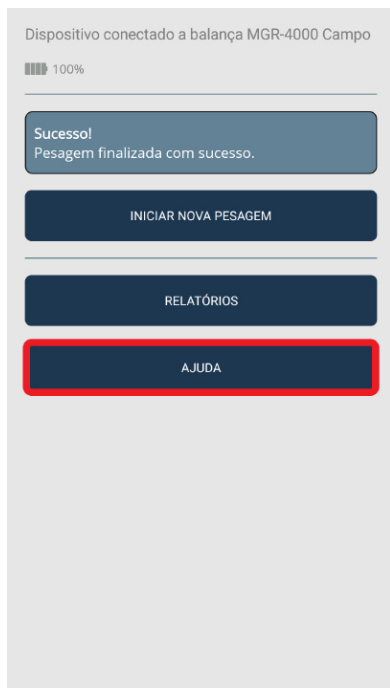 Dispositivo conectado a balança MGR-4000 Campo
100%
Sucesso!
Pesagem finalizada com sucesso.
INICIAR NOVA PESAGEM
RELATÓRIOS
AJUDA